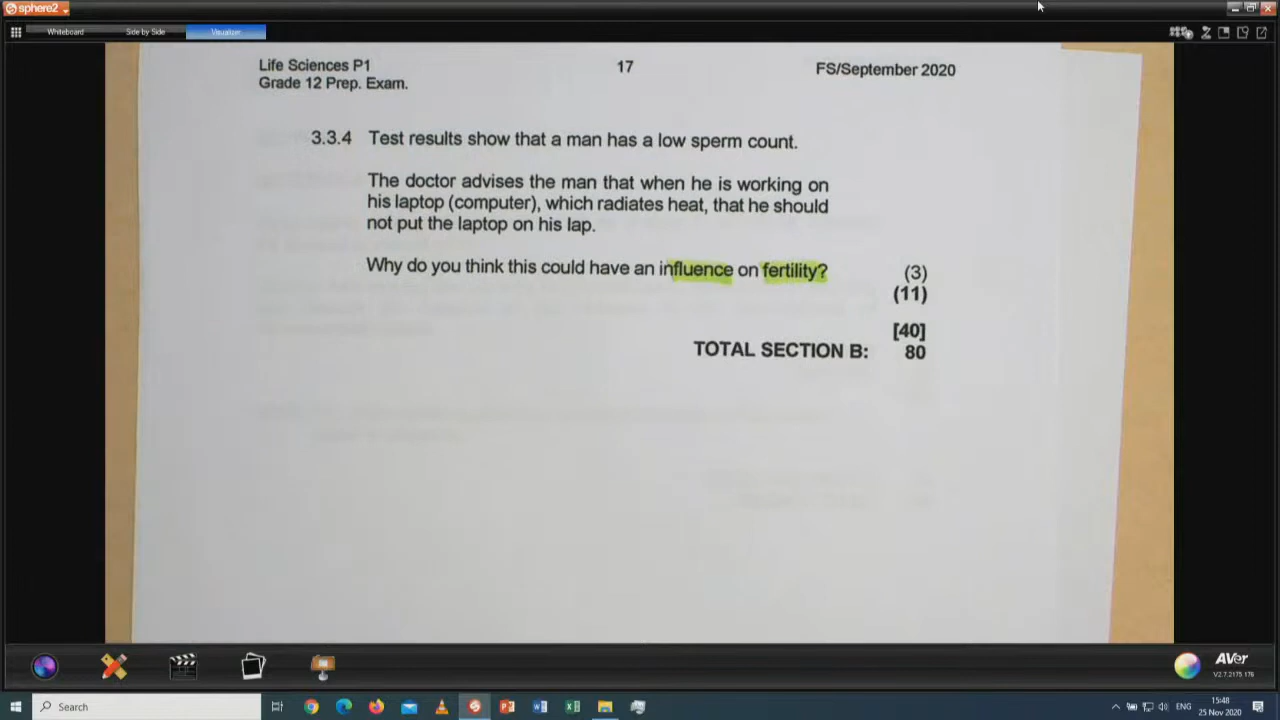 sphere2
Whiteboard
Side by Side
Visualizer
Life Sciences P1
17
FS/September 2020
Grade 12 Prep. Exam.
3.3.4 Test results show that a man has a low sperm count.
The doctor advises the man that when he is working on
his laptop (computer), which radiates heat, that he should
not put the laptop on his lap.
Why do you think this could have an influence on fertility? (3)
(11)
[40]
TOTAL SECTION B: 80
AVer
V2.7.2175.178
Search
15:48
25 Nov 2020